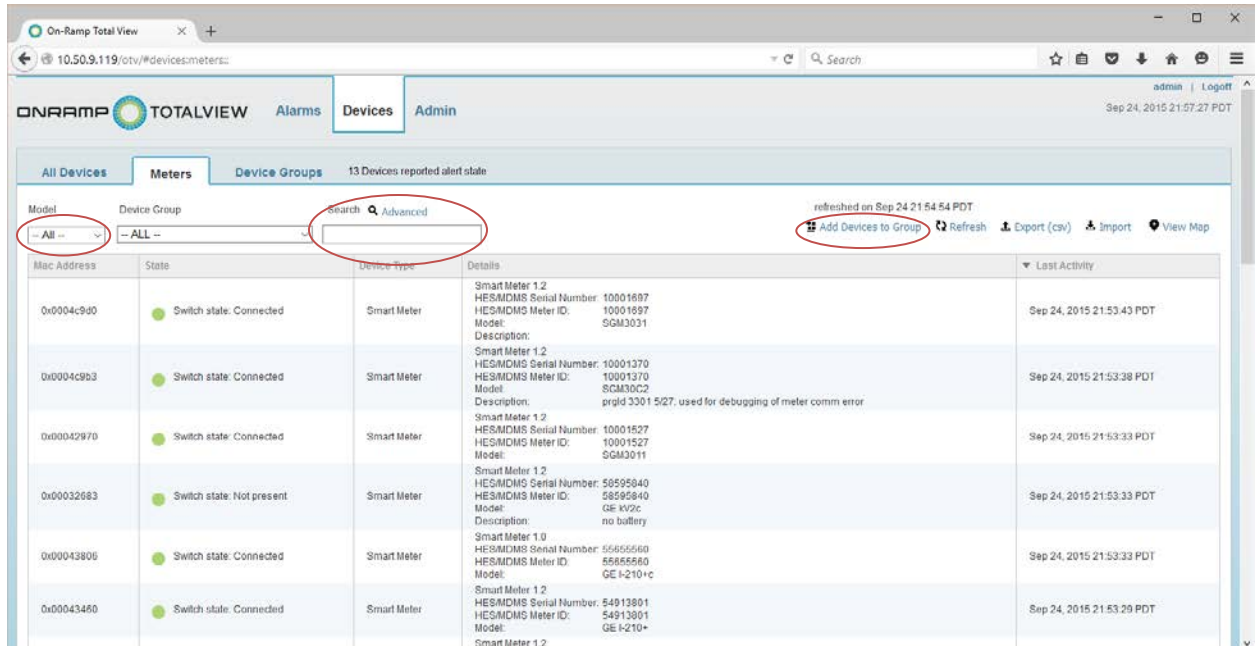 On-Ramp Total View
10.50.9.119/otv/#devices:meters::
Search
admin | Logoff
ONRAMP TOTALVIEW Alarms Devices Admin
Sep 24, 2015 21:57:27 PDT
All Devices Meters Device Groups 13 Devices reported alert state
Model Device Group Search Advanced refreshed on Sep 24 21:54:54 PDT
-- All -- -- ALL -- Add Devices to Group Refresh Export (csv) Import View Map
Mac Address State Device Type Details Last Activity
Smart Meter 1.2
HES/MDMS Serial Number: 10001697
0x0004c9d0 Switch state: Connected Smart Meter HES/MDMS Meter ID: 10001697 Sep 24, 2015 21:53:43 PDT
Model: SGM3031
Description:
Smart Meter 1.2
HES/MDMS Serial Number: 10001370
0x0004c9b3 Switch state: Connected Smart Meter HES/MDMS Meter ID: 10001370 Sep 24, 2015 21:53:38 PDT
Model: SGM30C2
Description: prgId 3301 5/27; used for debugging of meter comm error
Smart Meter 1.2
HES/MDMS Serial Number: 10001527
0x00042970 Switch state: Connected Smart Meter HES/MDMS Meter ID: 10001527 Sep 24, 2015 21:53:33 PDT
Model: SGM3011
Smart Meter 1.2
HES/MDMS Serial Number: 58595840
0x00032683 Switch state: Not present Smart Meter HES/MDMS Meter ID: 58595840 Sep 24, 2015 21:53:33 PDT
Model: GE kV2c
Description: no battery
Smart Meter 1.0
HES/MDMS Serial Number: 55655560
0x00043806 Switch state: Connected Smart Meter HES/MDMS Meter ID: 55655560 Sep 24, 2015 21:53:33 PDT
Model: GE I-210+c
Smart Meter 1.2
HES/MDMS Serial Number: 54913801
0x00043460 Switch state: Connected Smart Meter HES/MDMS Meter ID: 54913801 Sep 24, 2015 21:53:29 PDT
Model: GE I-210+
Smart Meter 1.2